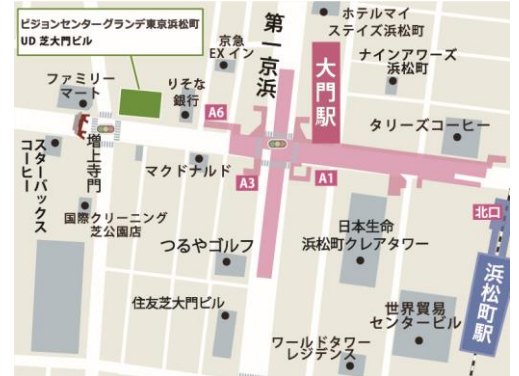 ビジョンセンターグランデ東京浜松町
UD 芝大門ビル
第一京浜
ホテルマイ
ステイズ浜松町
京急
EX イン
大門駅
ナインアワーズ
浜松町
ファミリー
マート
りそな
銀行
A6
タリーズコーヒー
スターバックス
コーヒー
増上寺門
マクドナルド
A3
A1
北口
国際クリーニング
芝公園店
つるやゴルフ
日本生命
浜松町クレアタワー
浜松町駅
住友芝大門ビル
世界貿易
センタービル
ワールドタワー
レジデンス